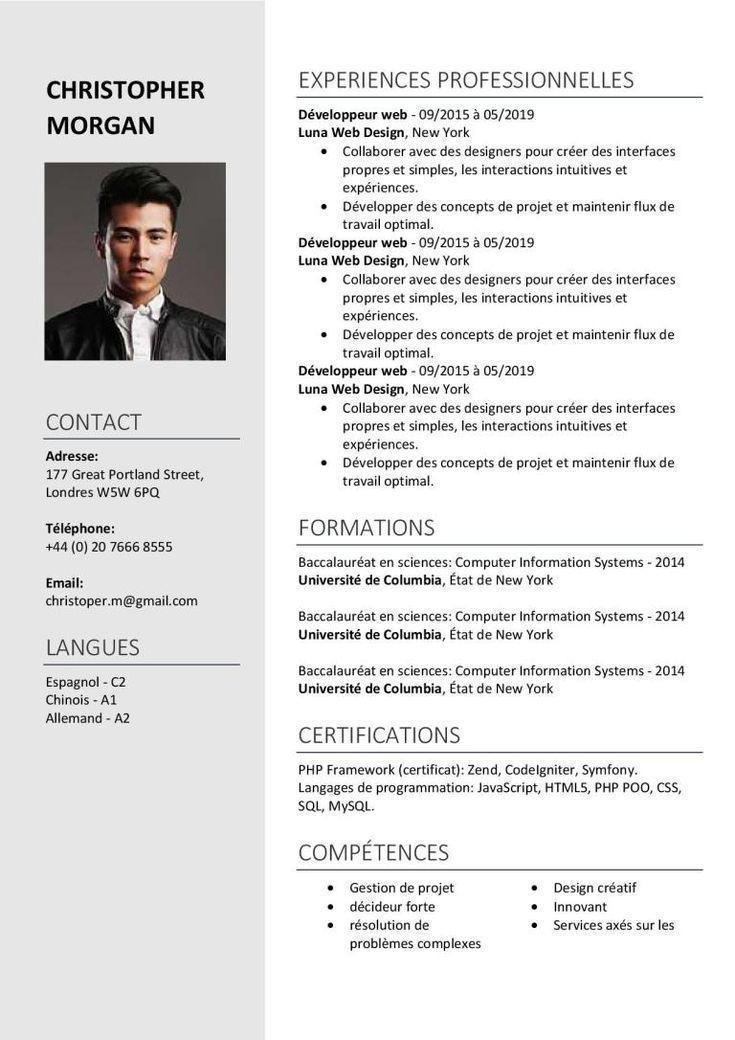 CHRISTOPHER
MORGAN
CONTACT
Adresse:
177 Great Portland Street,
Londres W5W 6PQ
Téléphone:
+44 (0) 20 7666 8555
Email:
christoper.m@gmail.com
LANGUES
Espagnol - C2
Chinois - A1
Allemand - A2
EXPERIENCES PROFESSIONNELLES
Développeur web - 09/2015 à 05/2019
Luna Web Design, New York
• Collaborer avec des designers pour créer des interfaces
propres et simples, les interactions intuitives et
expériences.
• Développer des concepts de projet et maintenir flux de
travail optimal.
Développeur web - 09/2015 à 05/2019
Luna Web Design, New York
• Collaborer avec des designers pour créer des interfaces
propres et simples, les interactions intuitives et
expériences.
• Développer des concepts de projet et maintenir flux de
travail optimal.
Développeur web - 09/2015 à 05/2019
Luna Web Design, New York
• Collaborer avec des designers pour créer des interfaces
propres et simples, les interactions intuitives et
expériences.
• Développer des concepts de projet et maintenir flux de
travail optimal.
FORMATIONS
Baccalauréat en sciences: Computer Information Systems - 2014
Université de Columbia, État de New York
Baccalauréat en sciences: Computer Information Systems - 2014
Université de Columbia, État de New York
Baccalauréat en sciences: Computer Information Systems - 2014
Université de Columbia, État de New York
CERTIFICATIONS
PHP Framework (certificat): Zend, CodeIgniter, Symfony.
Langages de programmation: JavaScript, HTML5, PHP POO, CSS,
SQL, MySQL.
COMPÉTENCES
• Gestion de projet
• décideur forte
• résolution de
problèmes complexes
• Design créatif
• Innovant
• Services axés sur les